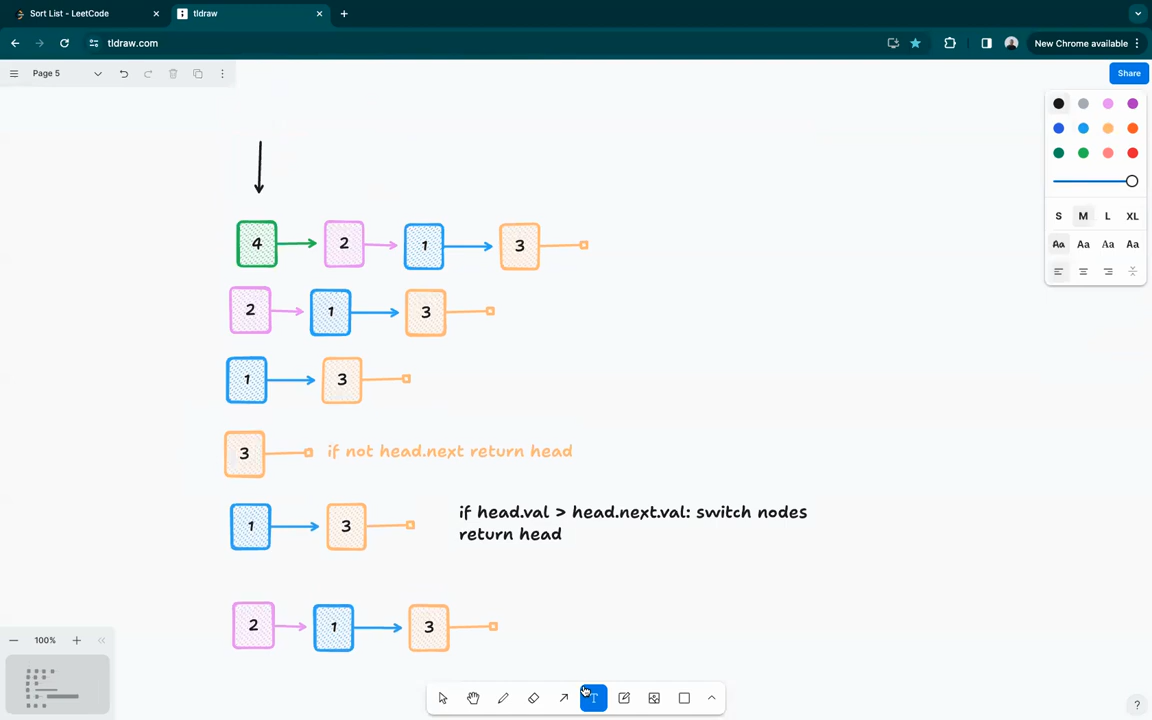 Sort List - LeetCode
tldraw
tldraw.com
New Chrome available
Page 5
Share
4 2 1 3
2 1 3
1 3
3 if not head.next return head
1 3
if head.val > head.next.val: switch nodes
return head
2 1 3
S M L XL
Aa Aa Aa Aa
100%
T
?